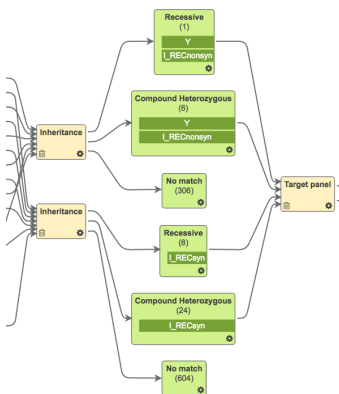 Recessive
(1)
Y
I_RECnonsyn
Compound Heterozygous
(6)
Y
I_RECnonsyn
Inheritance
No match
(306)
Target panel
Inheritance
Recessive
(8)
I_RECsyn
Compound Heterozygous
(24)
I_RECsyn
No match
(604)